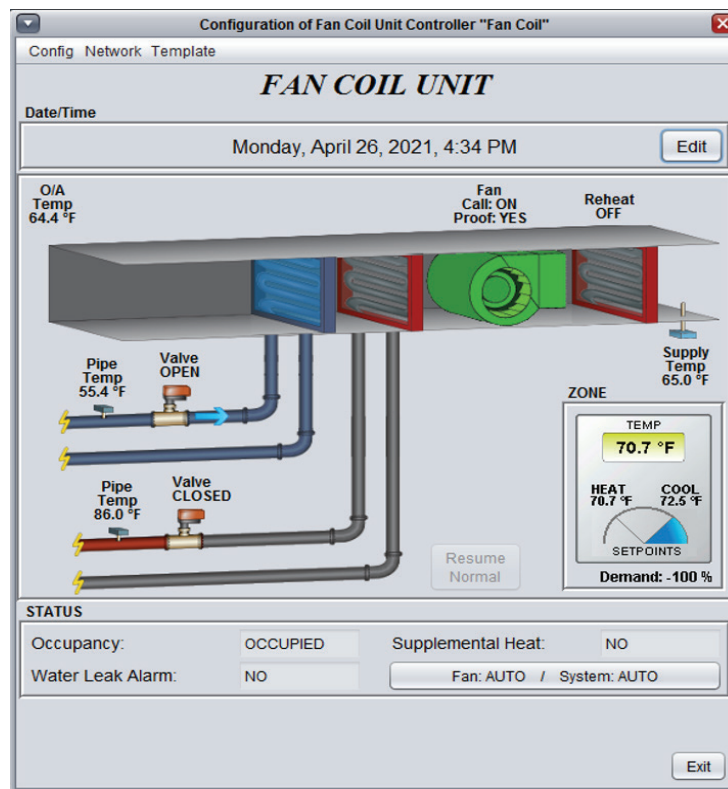 Configuration of Fan Coil Unit Controller "Fan Coil"
Config Network Template
FAN COIL UNIT
Date/Time
Monday, April 26, 2021, 4:34 PM
Edit
O/A
Temp
64.4 °F
Fan
Call: ON
Proof: YES
Reheat
OFF
Pipe
Temp
55.4 °F
Valve
OPEN
Supply
Temp
65.0 °F
Pipe
Temp
86.0 °F
Valve
CLOSED
ZONE
TEMP
70.7 °F
HEAT
70.7 °F
COOL
72.5 °F
SETPOINTS
Demand: -100 %
Resume
Normal
STATUS
Occupancy: OCCUPIED
Supplemental Heat: NO
Water Leak Alarm: NO
Fan: AUTO / System: AUTO
Exit